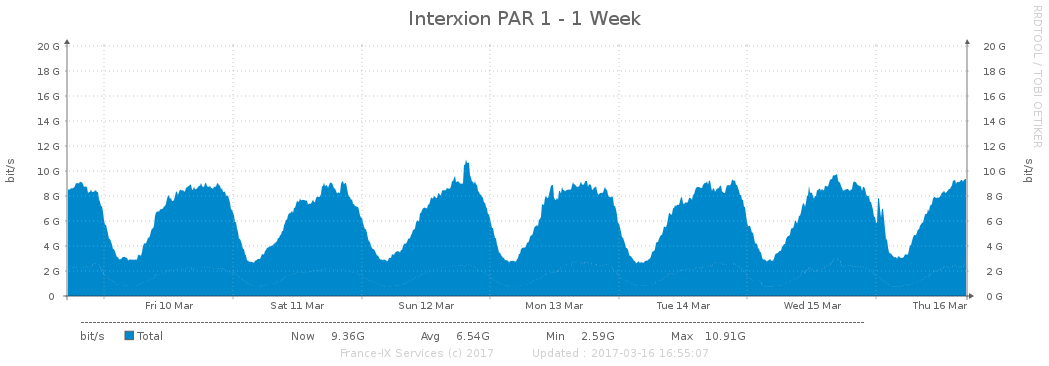 Interxion PAR 1 - 1 Week
RRDTOOL / TOBI OETIKER
bit/s
20 G 20 G
18 G 18 G
16 G 16 G
14 G 14 G
12 G 12 G
10 G 10 G
8 G 8 G
6 G 6 G
4 G 4 G
2 G 2 G
0 0 G
bit/s
Fri 10 Mar Sat 11 Mar Sun 12 Mar Mon 13 Mar Tue 14 Mar Wed 15 Mar Thu 16 Mar
bit/s Total Now 9.36G Avg 6.54G Min 2.59G Max 10.91G
France-IX Services (c) 2017 Updated : 2017-03-16 16:55:07